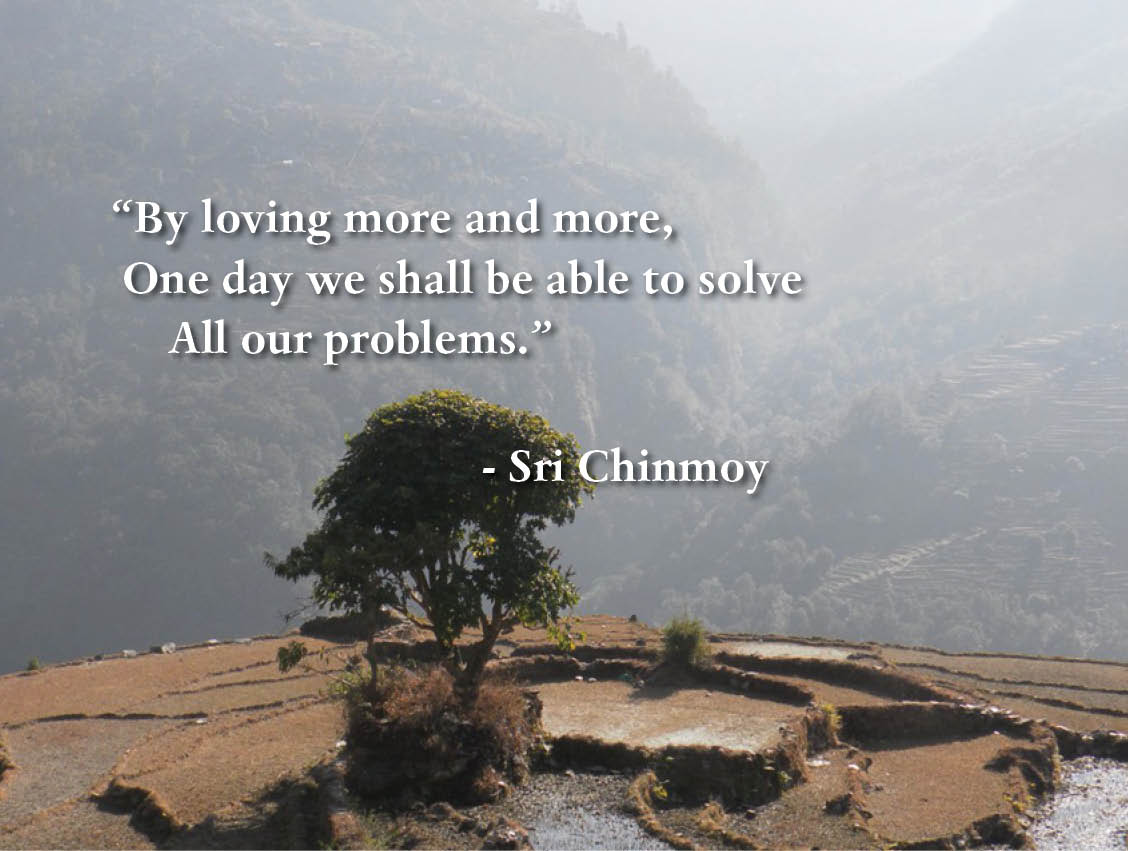 “By loving more and more,
One day we shall be able to solve
All our problems.”
- Sri Chinmoy